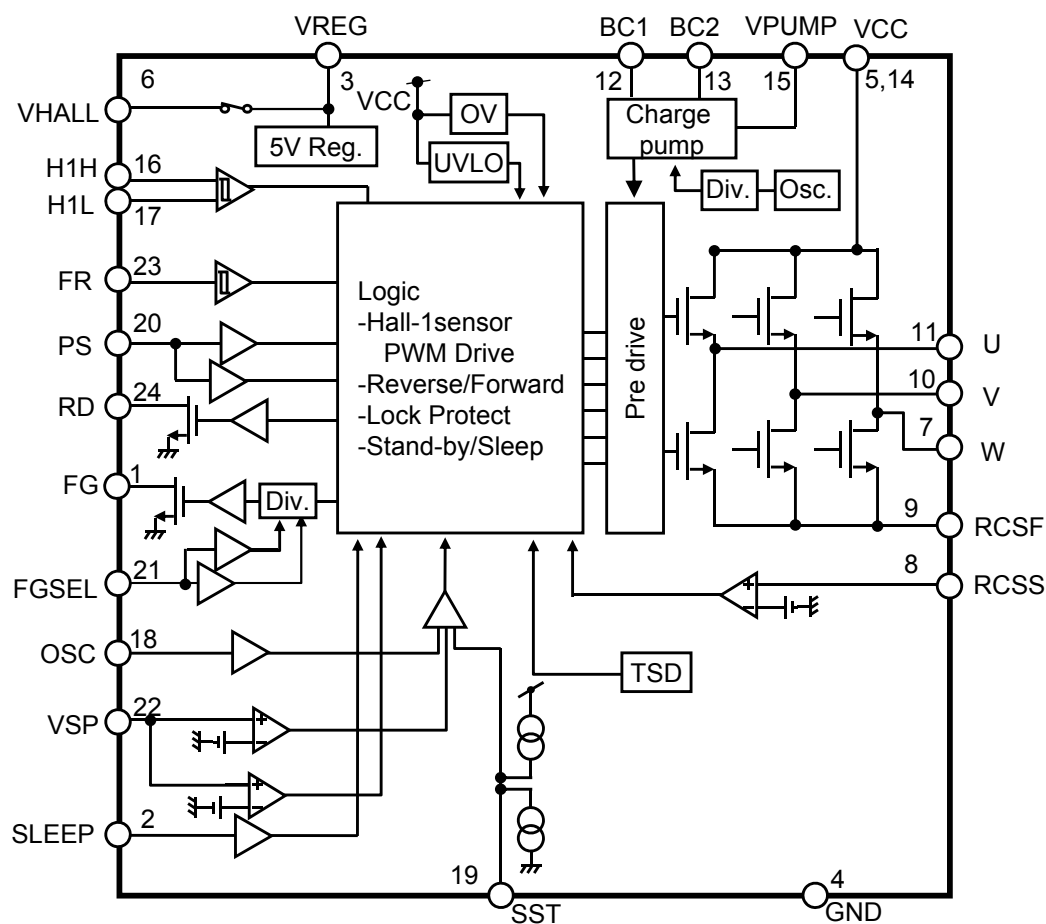 VREG
BC1
BC2
VPUMP
VCC
6
3
12
13
15
5,14
VHALL
VCC
OV
Charge
pump
5V Reg.
UVLO
H1H
16
H1L
17
Div.
Osc.
FR
23
Logic
-Hall-1sensor
PWM Drive
-Reverse/Forward
-Lock Protect
-Stand-by/Sleep
Pre drive
PS
20
11
U
RD
24
10
V
7
W
FG
1
Div.
9
RCSF
FGSEL
21
8
RCSS
+
-
OSC
18
TSD
VSP
22
+
-
+
-
SLEEP
2
19
SST
4
GND